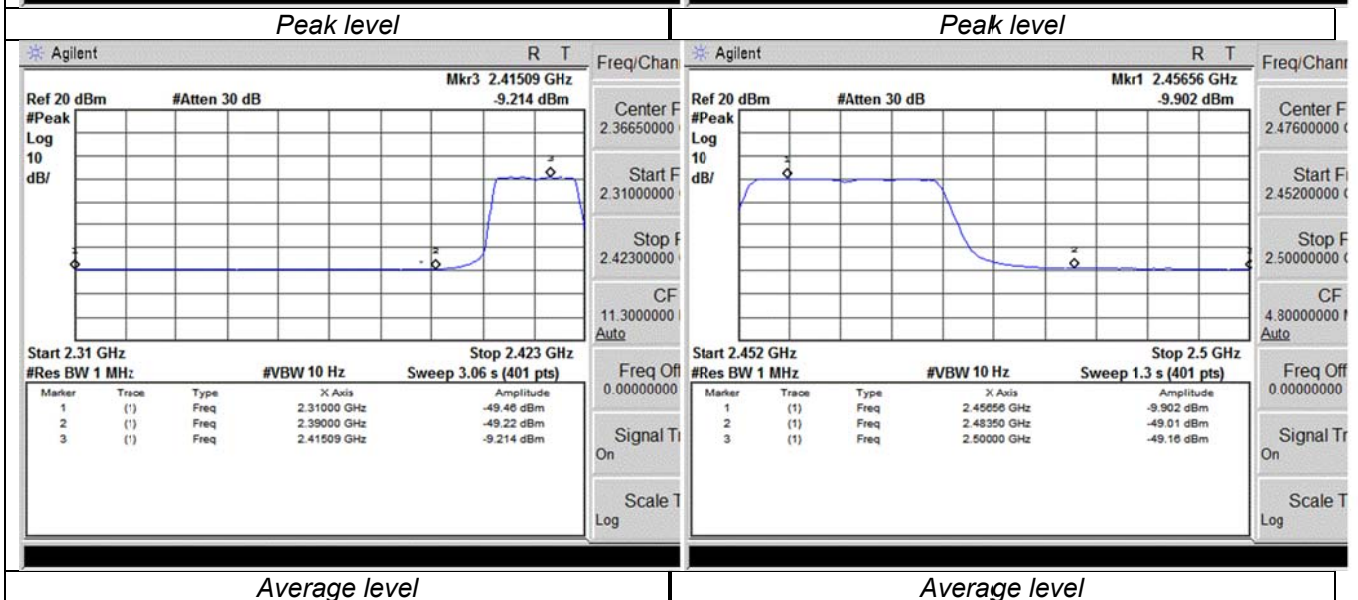 Peak level
Peak level
Agilent R T
Mkr3 2.41509 GHz
Ref 20 dBm #Atten 30 dB -9.214 dBm
#Peak
Log
10
dB/
Start 2.31 GHz Stop 2.423 GHz
#Res BW 1 MHz #VBW 10 Hz Sweep 3.06 s (401 pts)
Marker Trace Type X Axis Amplitude
1 (1) Freq 2.31000 GHz -49.46 dBm
2 (1) Freq 2.39000 GHz -49.22 dBm
3 (1) Freq 2.41509 GHz -9.214 dBm
Freq/Chan
Center F
2.36650000
Start F
2.31000000
Stop F
2.42300000
CF
11.3000000
Auto
Freq Off
0.00000000
Signal Tr
On
Scale T
Log
Agilent R T
Mkr1 2.45656 GHz
Ref 20 dBm #Atten 30 dB -9.902 dBm
#Peak
Log
10
dB/
Start 2.452 GHz Stop 2.5 GHz
#Res BW 1 MHz #VBW 10 Hz Sweep 1.3 s (401 pts)
Marker Trace Type X Axis Amplitude
1 (1) Freq 2.45656 GHz -9.902 dBm
2 (1) Freq 2.48350 GHz -49.01 dBm
3 (1) Freq 2.50000 GHz -49.16 dBm
Freq/Chan
Center F
2.47600000
Start F
2.45200000
Stop F
2.50000000
CF
4.80000000
Auto
Freq Off
0.00000000
Signal Tr
On
Scale T
Log
Average level
Average level